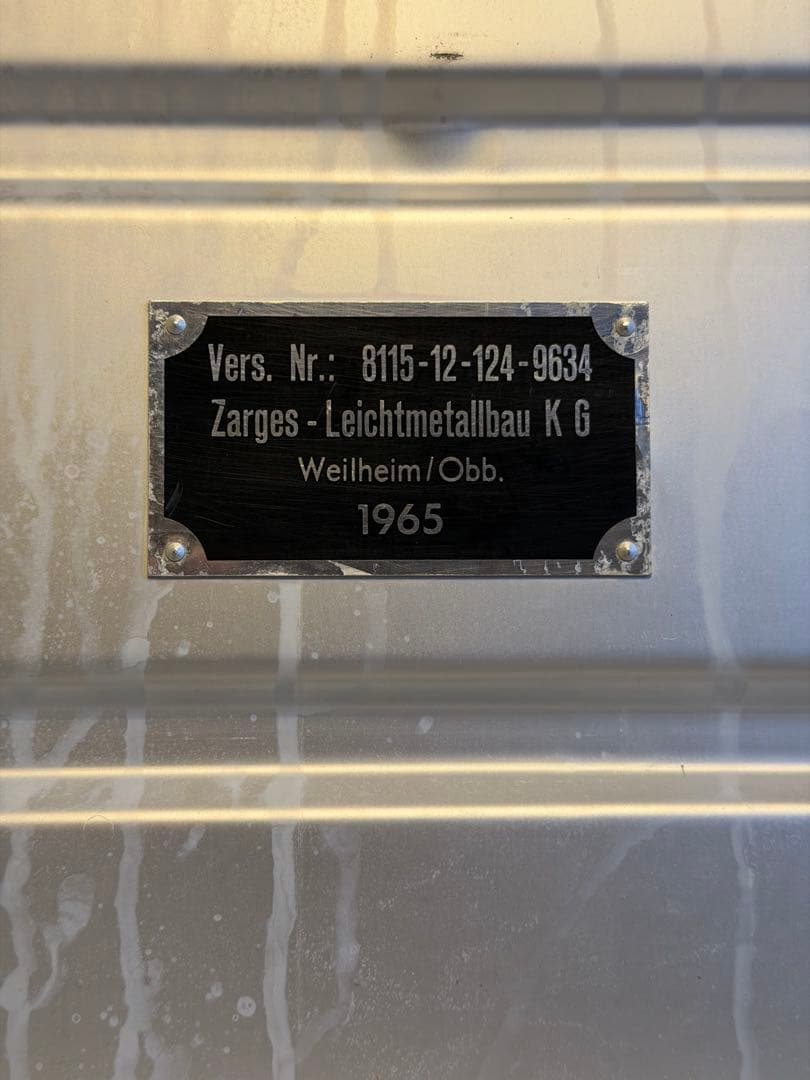 Vers. Nr.: 8115-12-124-9634
Zarges - Leichtmetallbau K G
Weilheim/Obb.
1965